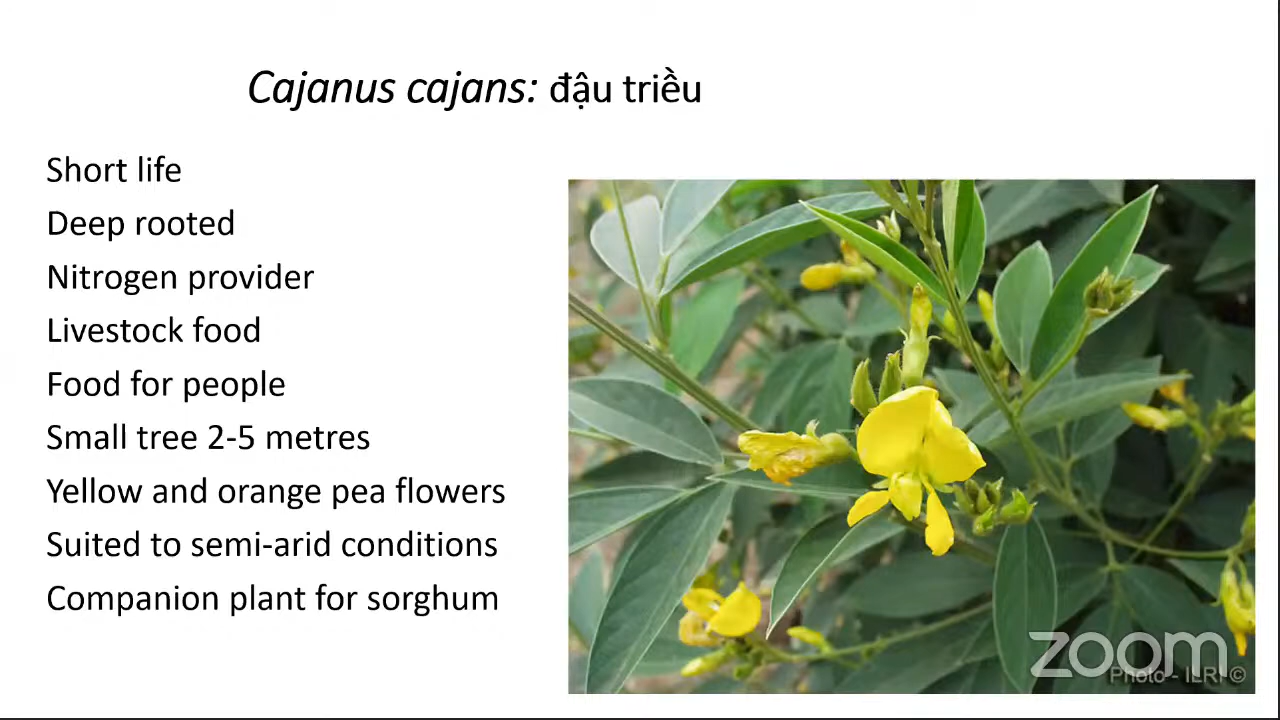 Cajanus cajans: đậu triều
Short life
Deep rooted
Nitrogen provider
Livestock food
Food for people
Small tree 2-5 metres
Yellow and orange pea flowers
Suited to semi-arid conditions
Companion plant for sorghum
zoom
Photo - ILRI ©